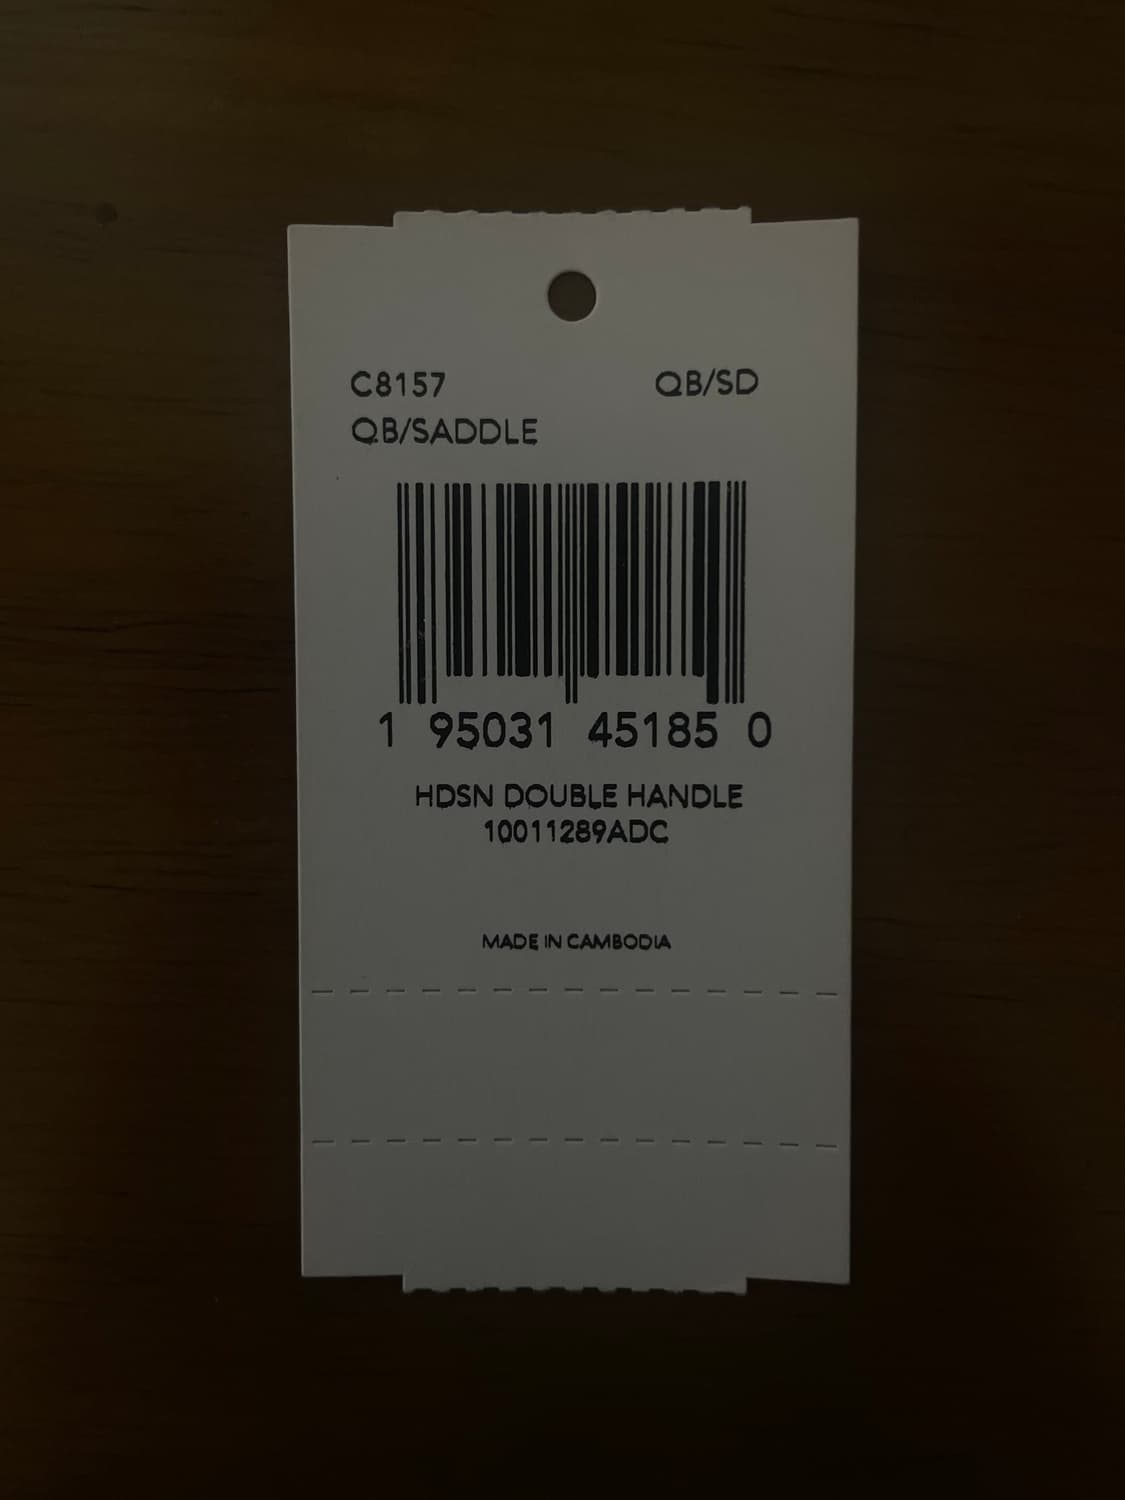 C8157 QB/SD
QB/SADDLE
1 95031 45185 0
HDSN DOUBLE HANDLE
10011289ADC
MADE IN CAMBODIA